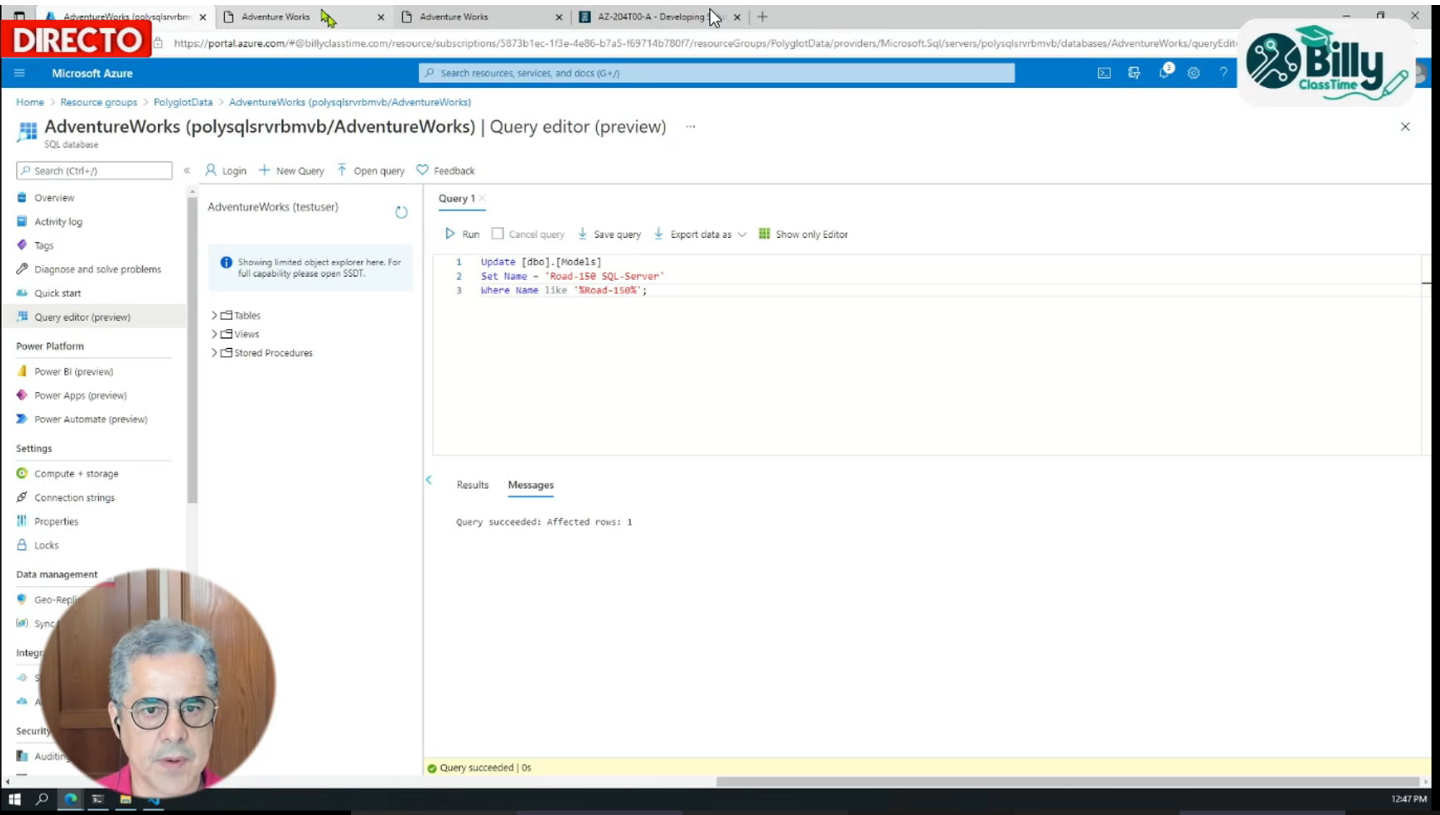 AdventureWorks (polysqlsrvrbm
Adventure Works
Adventure Works
AZ-204T00-A - Developing
DIRECTO
https://portal.azure.com/#@billyclasstime.com/resource/subscriptions/5873b1ec-1f3e-4e86-b7a5-f69714b780f7/resourceGroups/PolyglotData/providers/Microsoft.Sql/servers/polysqlsrvrbmvb/databases/AdventureWorks/queryEdit
Billy
ClassTime
Microsoft Azure
Search resources, services, and docs (G+/)
3
Home > Resource groups > PolyglotData > AdventureWorks (polysqlsrvrbmvb/AdventureWorks)
AdventureWorks (polysqlsrvrbmvb/AdventureWorks) | Query editor (preview) ...
SQL database
Search (Ctrl+/)
Login
New Query
Open query
Feedback
Overview
Activity log
Tags
Diagnose and solve problems
Quick start
Query editor (preview)
Power Platform
Power BI (preview)
Power Apps (preview)
Power Automate (preview)
Settings
Compute + storage
Connection strings
Properties
Locks
Data management
Geo-Repli
Sync
Integ
S
A
Security
Auditing
AdventureWorks (testuser)
Showing limited object explorer here. For
full capability please open SSDT.
Tables
Views
Stored Procedures
Query 1
Run
Cancel query
Save query
Export data as
Show only Editor
1 Update [dbo].[Models]
2 Set Name = 'Road-150 SQL-Server'
3 Where Name like '%Road-150%';
Results
Messages
Query succeeded: Affected rows: 1
Query succeeded | 0s
12:47 PM